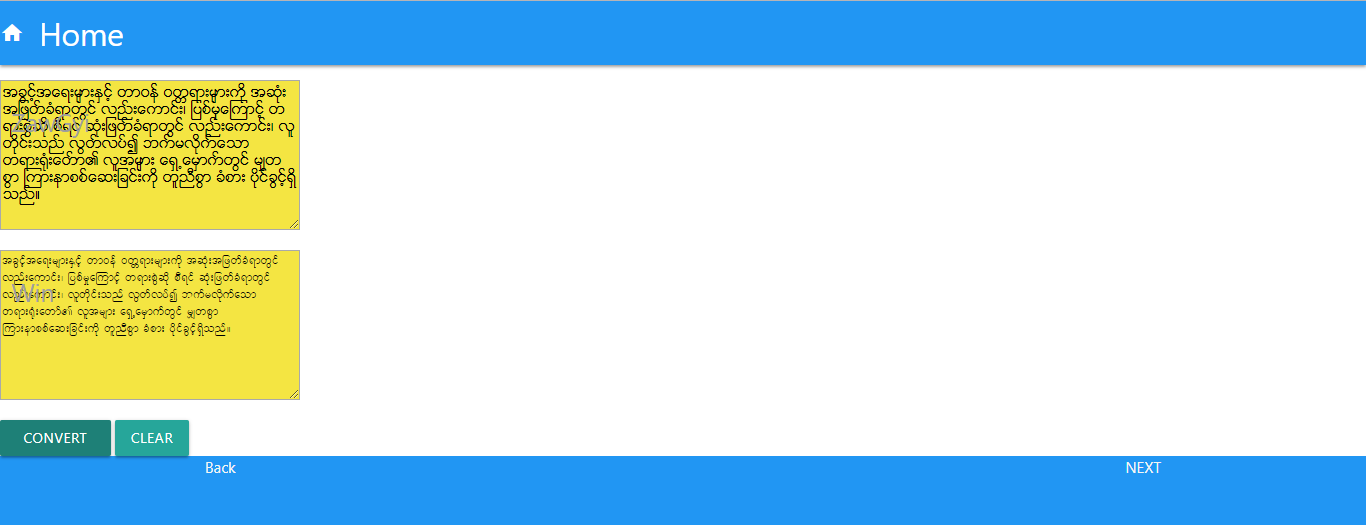 Home
အခွင့်အရေးများနှင့် တာဝန် ဝတ္တရားများကို အဆုံး
အဖြတ်ခံရာတွင် လည်းကောင်း၊ ပြစ်မှုကြောင့် တ
ရားစွဲဆို စီရင် ဆုံးဖြတ်ခံရာတွင် လည်းကောင်း၊ လူ
တိုင်းသည် လွတ်လပ်၍ ဘက်မလိုက်သော
တရားရုံးတော်၏ လူအများ ရှေ့မှောက်တွင် မျှတ
စွာ ကြားနာစစ်ဆေးခြင်းကို တူညီစွာ ခံစား ပိုင်ခွင့်ရှိ
သည်။
ZawGyi
အခွင့်အရေးများနှင့် တာဝန် ဝတ္တရားများကို အဆုံးအဖြတ်ခံရာတွင်
လည်းကောင်း၊ ပြစ်မှုကြောင့် တရားစွဲဆို စီရင် ဆုံးဖြတ်ခံရာတွင်
လည်းကောင်း၊ လူတိုင်းသည် လွတ်လပ်၍ ဘက်မလိုက်သော
တရားရုံးတော်၏ လူအများ ရှေ့မှောက်တွင် မျှတစွာ
ကြားနာစစ်ဆေးခြင်းကို တူညီစွာ ခံစား ပိုင်ခွင့်ရှိသည်။
Win
CONVERT CLEAR
Back NEXT